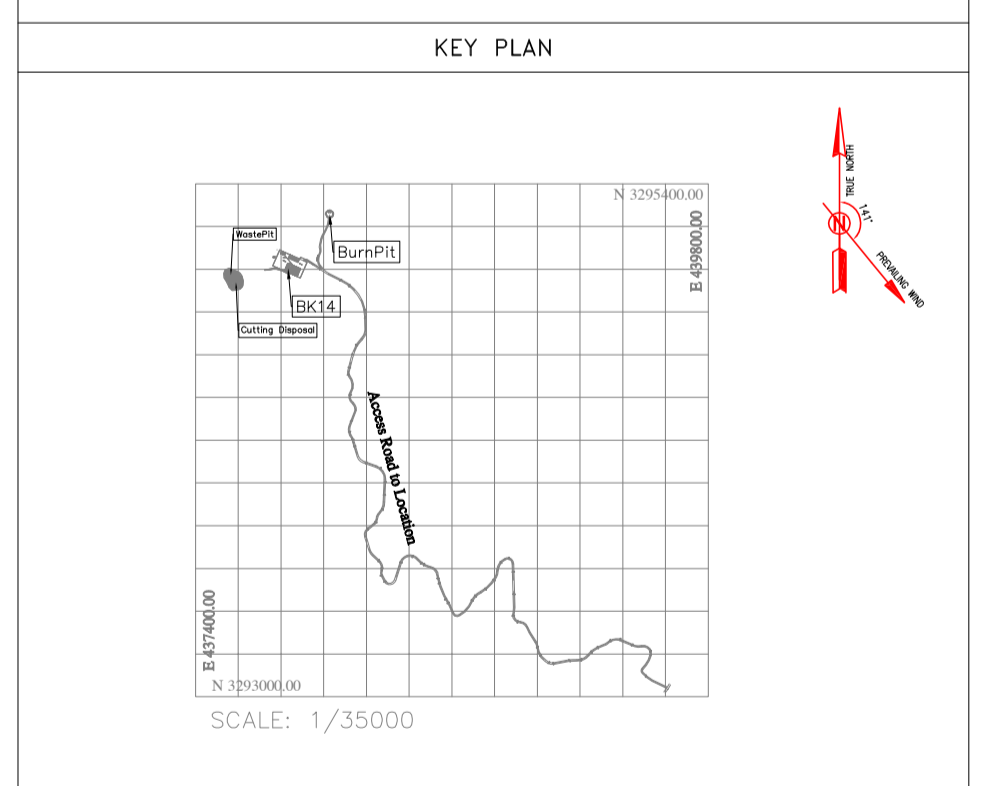 KEY PLAN
N 3295400.00
E 439800.00
TRUE NORTH
N
141°
PREVAILING WIND
WastePit
BurnPit
BK14
Cutting Disposal
Access Road to Location
E 437400.00
N 3293000.00
SCALE: 1/35000